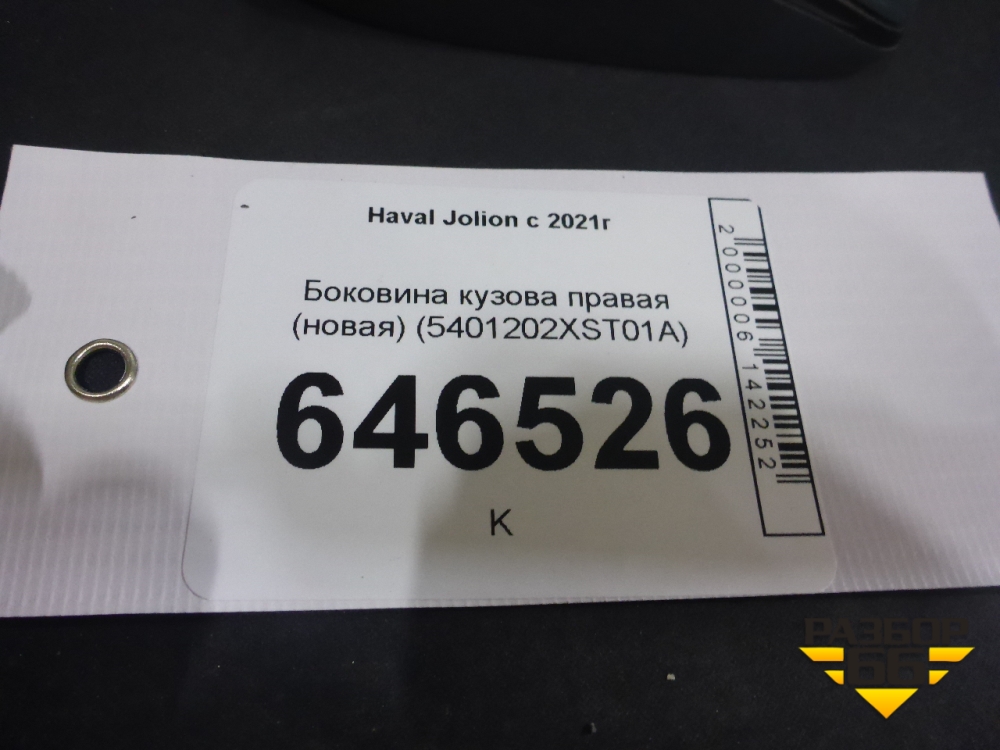 Haval Jolion с 2021г
Боковина кузова правая
(новая) (5401202XST01A)
646526
К
2000006142252
РАЗБОР
66